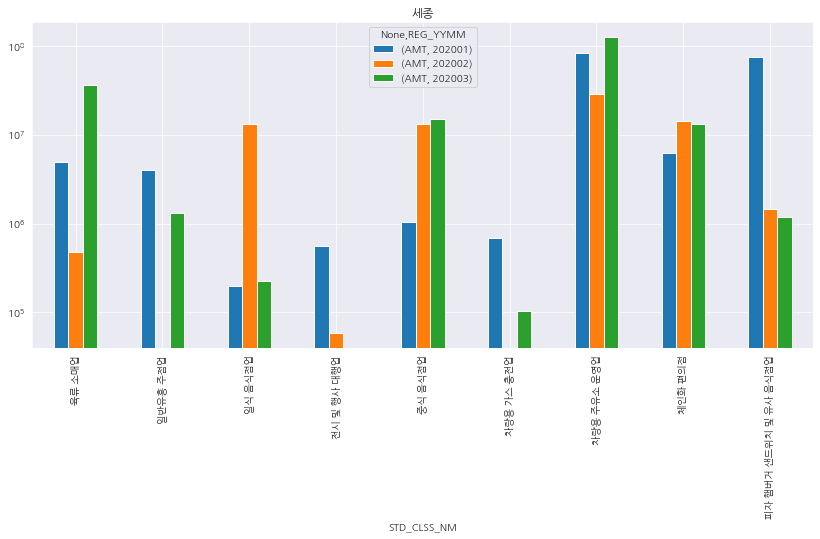 세종
None,REG_YYMM
(AMT, 202001)
(AMT, 202002)
(AMT, 202003)
10⁸
10⁷
10⁶
10⁵
육류 소매업
일반유흥 주점업
일식 음식점업
전시 및 행사 대행업
중식 음식점업
차량용 가스 충전업
차량용 주유소 운영업
체인화 편의점
피자 햄버거 샌드위치 및 유사 음식점업
STD_CLSS_NM